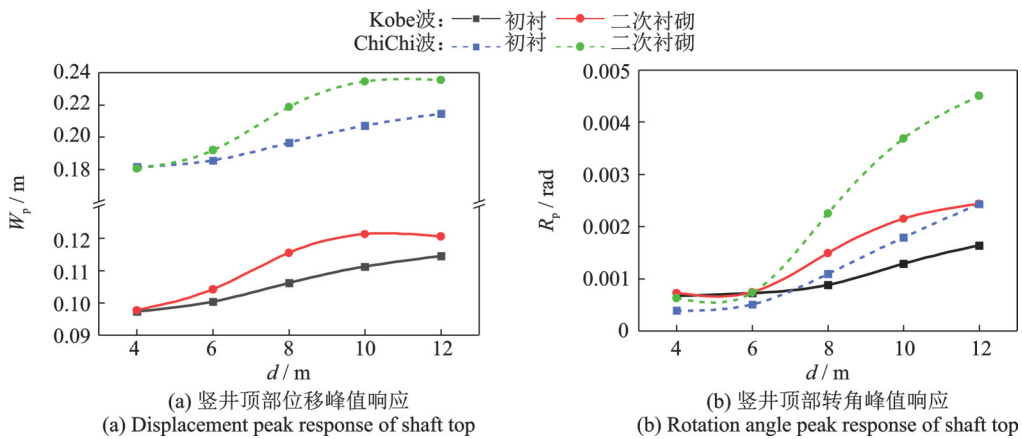 Kobe波: 初衬 二次衬砌
ChiChi波: 初衬 二次衬砌
0.24
0.22
0.20
0.18
0.12
0.11
0.10
0.09
Wp / m
4 6 8 10 12
d / m
(a) 竖井顶部位移峰值响应
(a) Displacement peak response of shaft top
0.005
0.004
0.003
0.002
0.001
0
Rp / rad
4 6 8 10 12
d / m
(b) 竖井顶部转角峰值响应
(b) Rotation angle peak response of shaft top